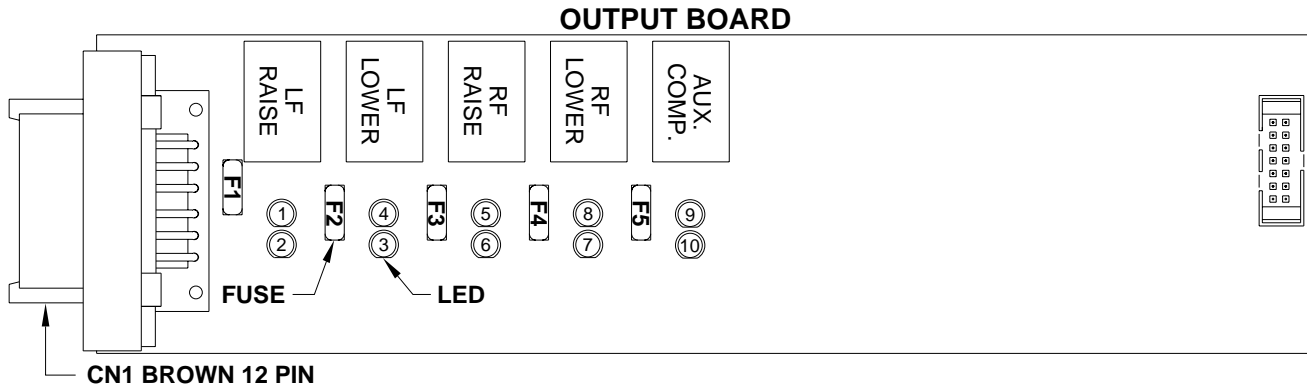 OUTPUT BOARD
LF
RAISE
LF
LOWER
RF
RAISE
RF
LOWER
AUX.
COMP.
F1
F2
F3
F4
F5
1
4
5
8
9
2
3
6
7
10
FUSE
LED
CN1 BROWN 12 PIN